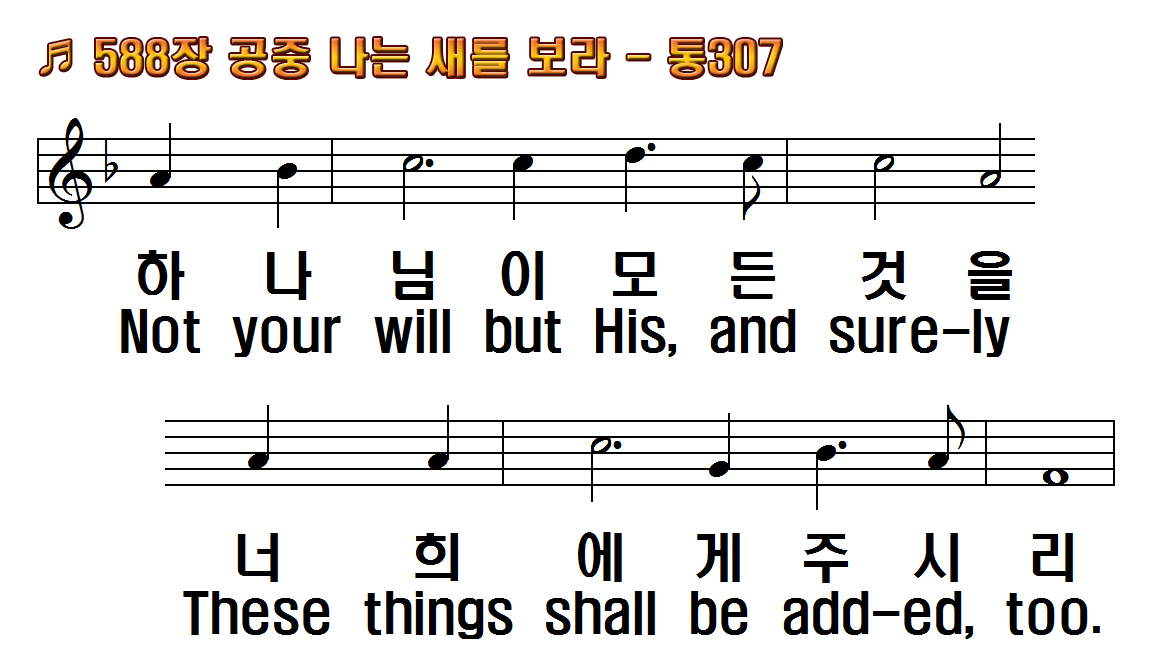 ♬ 588장 공중 나는 새를 보라 - 통307
하 나 님 이 모 든 것 을
Not your will but His, and sure-ly
너 희 에 게 주 시 리
These things shall be add-ed, too.